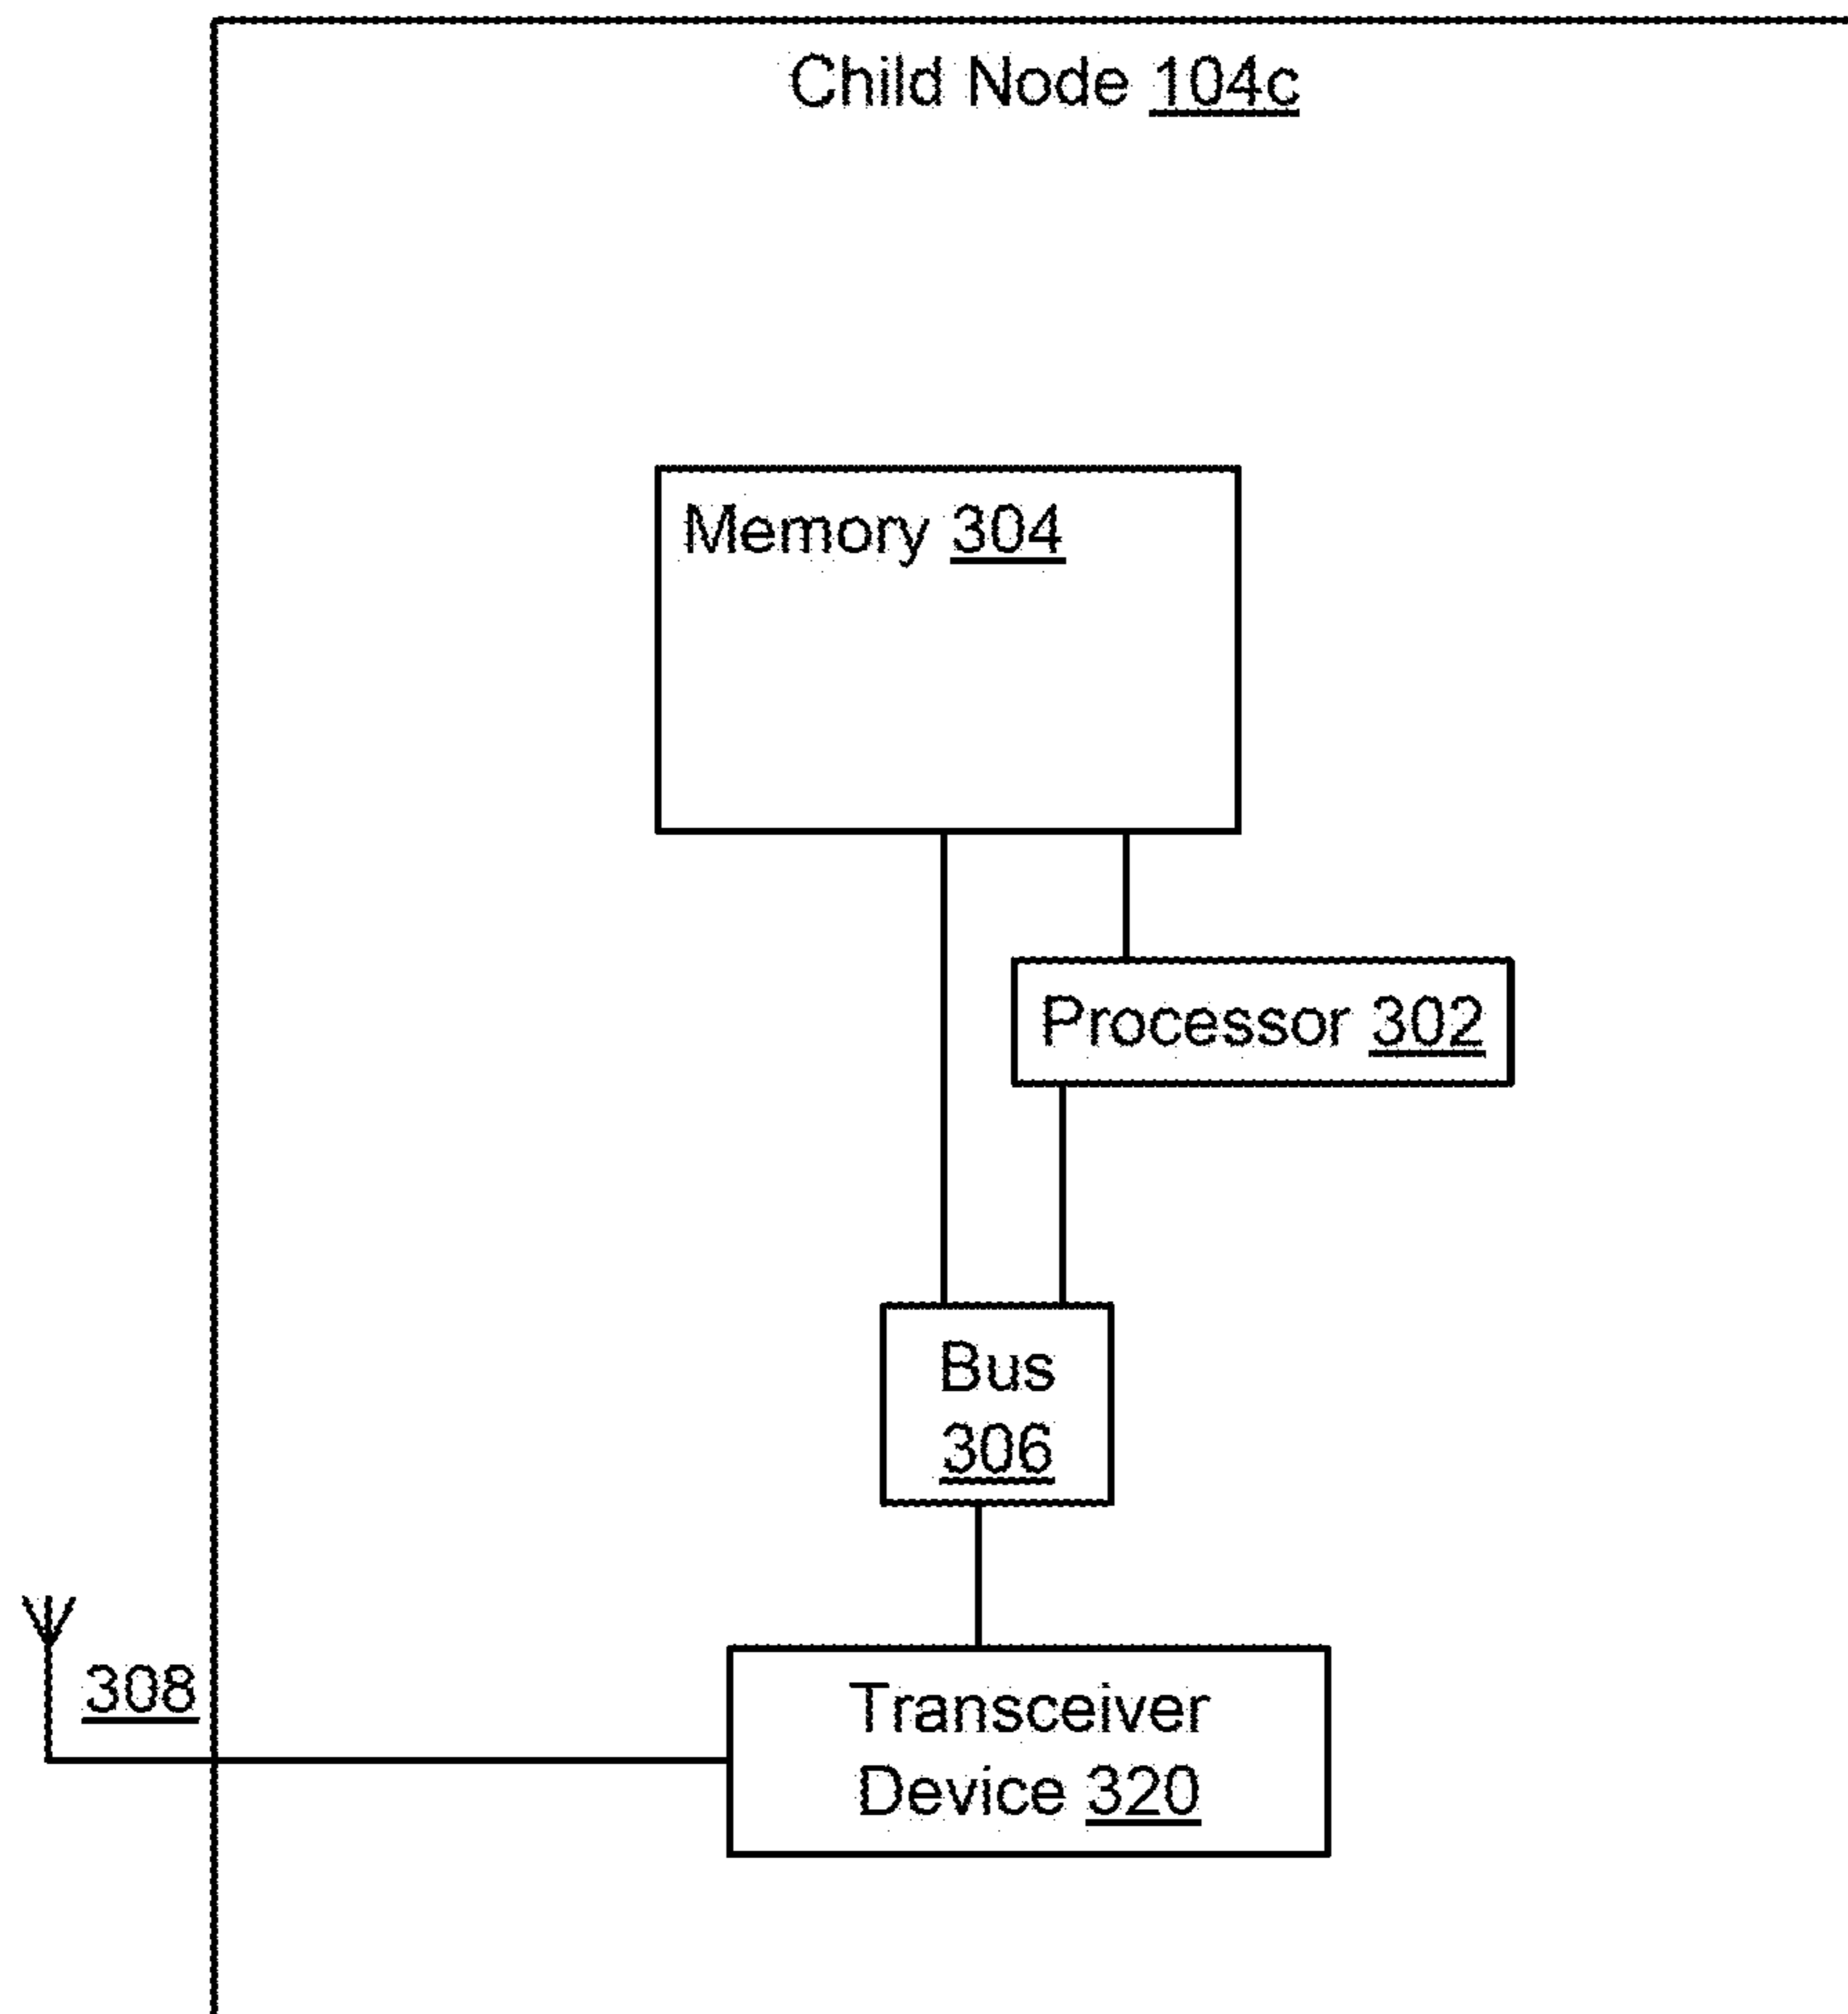 Child Node 104c
Memory 304
Processor 302
Bus
306
308
Transceiver
Device 320